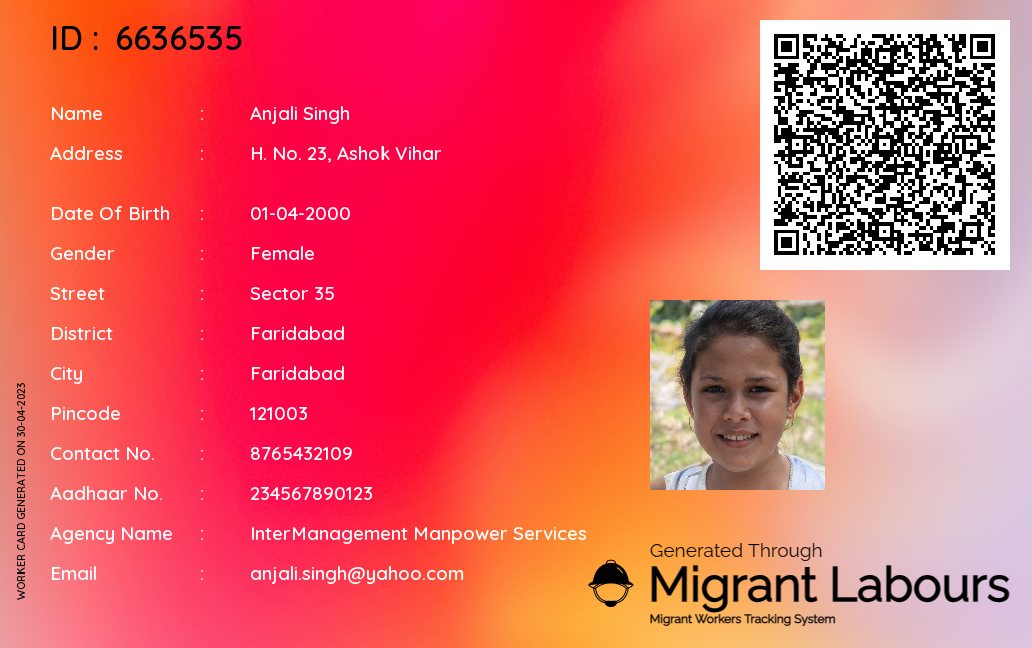 ID : 6636535
Name : Anjali Singh
Address : H. No. 23, Ashok Vihar
Date Of Birth : 01-04-2000
Gender : Female
Street : Sector 35
District : Faridabad
City : Faridabad
Pincode : 121003
Contact No. : 8765432109
Aadhaar No. : 234567890123
Agency Name : InterManagement Manpower Services
Email : anjali.singh@yahoo.com
WORKER CARD GENERATED ON 30-04-2023
Generated Through
Migrant Labours
Migrant Workers Tracking System